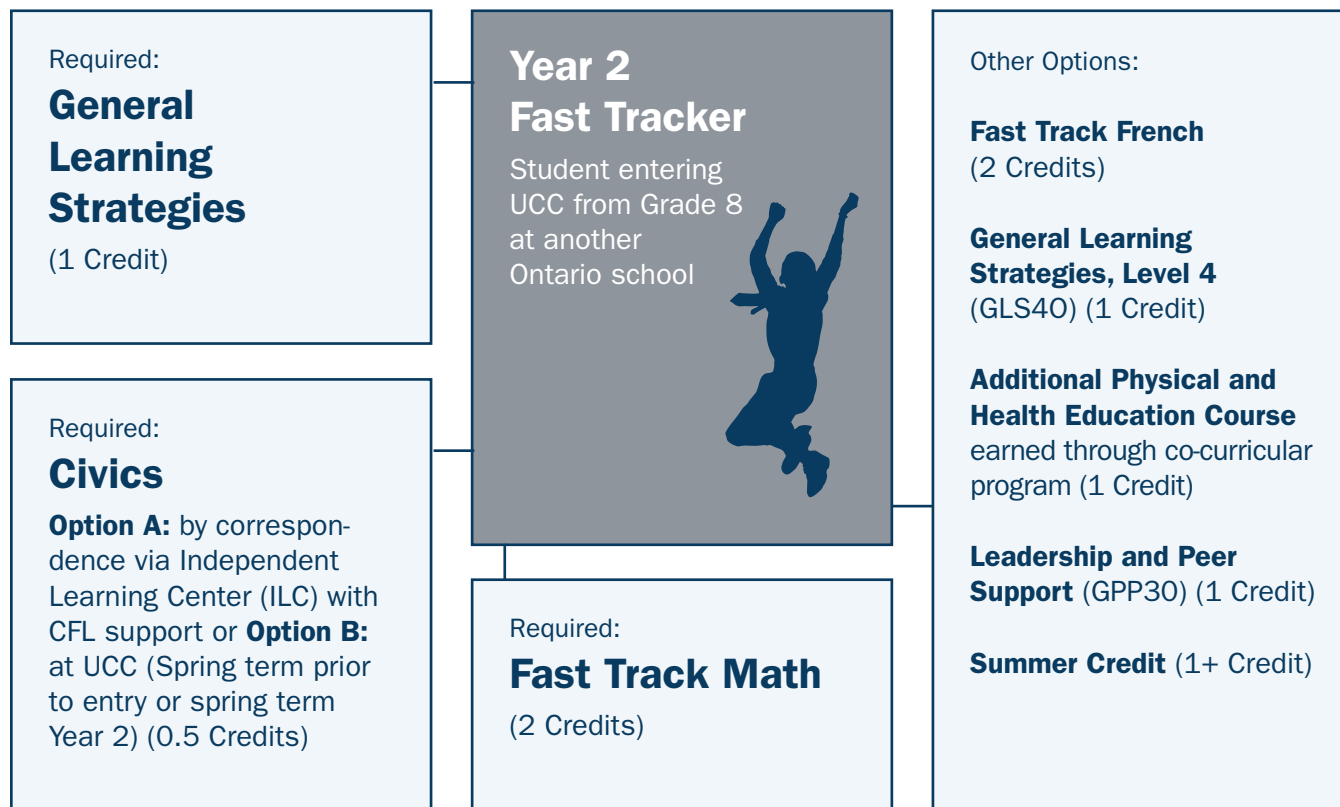 Required:
General
Learning
Strategies
(1 Credit)
Required:
Civics
Option A: by correspon-
dence via Independent
Learning Center (ILC) with
CFL support or Option B:
at UCC (Spring term prior
to entry or spring term
Year 2) (0.5 Credits)
Year 2
Fast Tracker
Student entering
UCC from Grade 8
at another
Ontario school
Required:
Fast Track Math
(2 Credits)
Other Options:
Fast Track French
(2 Credits)
General Learning
Strategies, Level 4
(GLS4O) (1 Credit)
Additional Physical and
Health Education Course
earned through co-curricular
program (1 Credit)
Leadership and Peer
Support (GPP30) (1 Credit)
Summer Credit (1+ Credit)